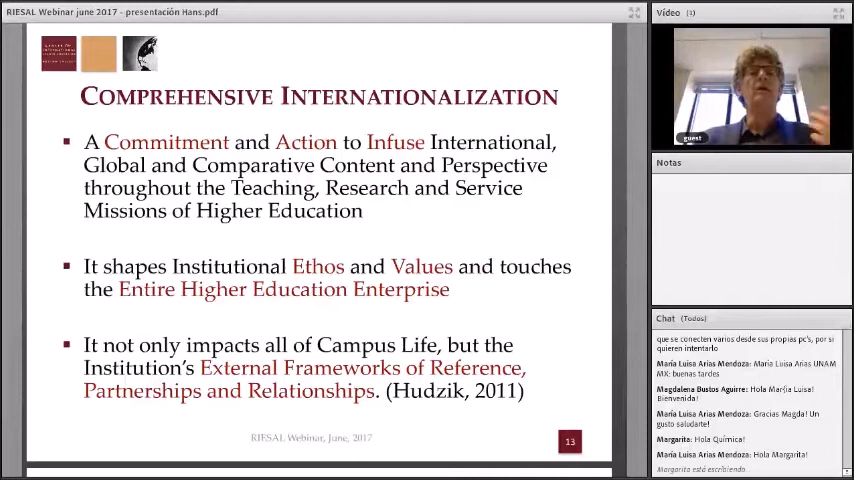 RIESAL Webinar june 2017 - presentación Hans.pdf
COMPREHENSIVE INTERNATIONALIZATION
A Commitment and Action to Infuse International,
Global and Comparative Content and Perspective
throughout the Teaching, Research and Service
Missions of Higher Education
It shapes Institutional Ethos and Values and touches
the Entire Higher Education Enterprise
It not only impacts all of Campus Life, but the
Institution's External Frameworks of Reference,
Partnerships and Relationships. (Hudzik, 2011)
RIESAL Webinar, June, 2017
13
Vídeo (1)
guest
Notas
Chat (Todos)
que se conecten varios desde sus propias pc's, por si
quieren intentarlo
María Luisa Arias Mendoza: Maria Luisa Arias UNAM
MX: buenas tardes
Magdalena Bustos Aguirre: Hola María Luisa!
Bienvenida!
María Luisa Arias Mendoza: Gracias Magda! Un
gusto saludarte!
Margarita: Hola Química!
María Luisa Arias Mendoza: Hola Margarita!
Margarita está escribiendo...